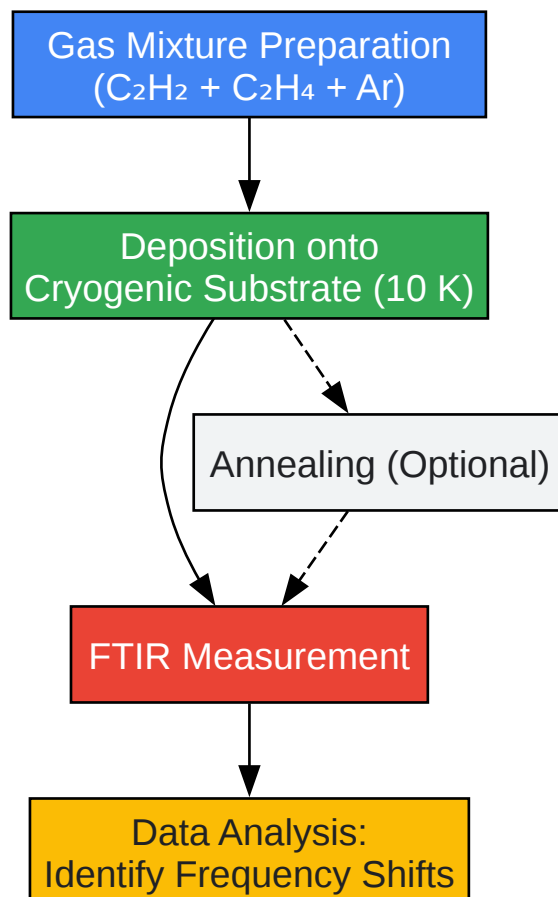 Gas Mixture Preparation
(C₂H₂ + C₂H₄ + Ar)
Deposition onto
Cryogenic Substrate (10 K)
Annealing (Optional)
FTIR Measurement
Data Analysis:
Identify Frequency Shifts